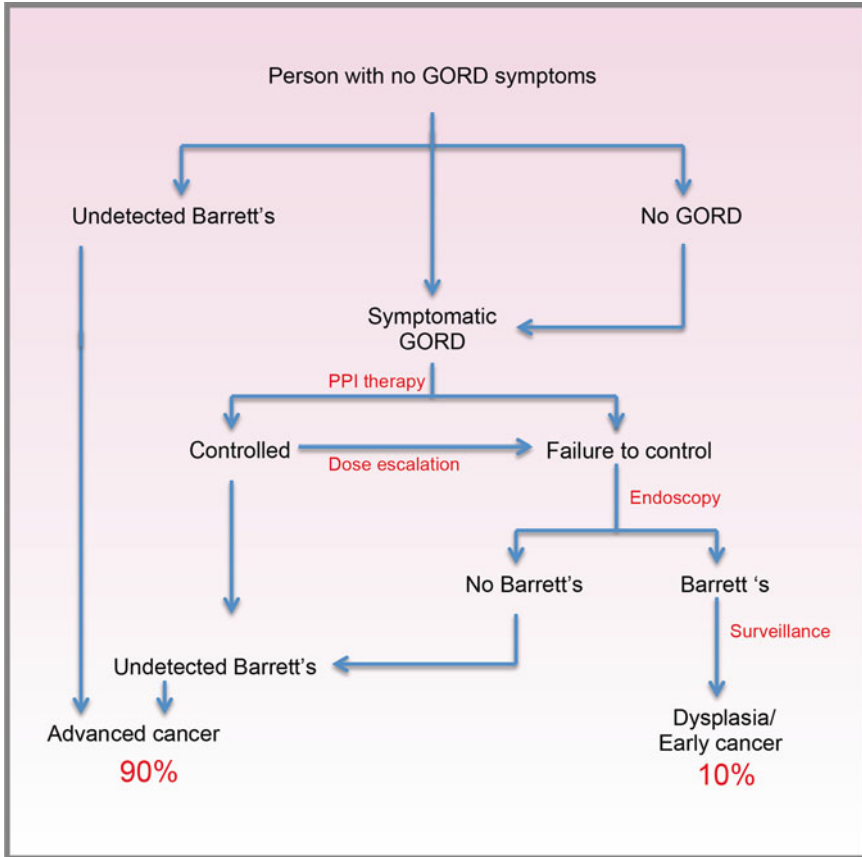 Person with no GORD symptoms
Undetected Barrett’s
No GORD
Symptomatic
GORD
PPI therapy
Controlled
Dose escalation
Failure to control
Endoscopy
No Barrett’s
Barrett ‘s
Surveillance
Undetected Barrett’s
Advanced cancer
90%
Dysplasia/
Early cancer
10%